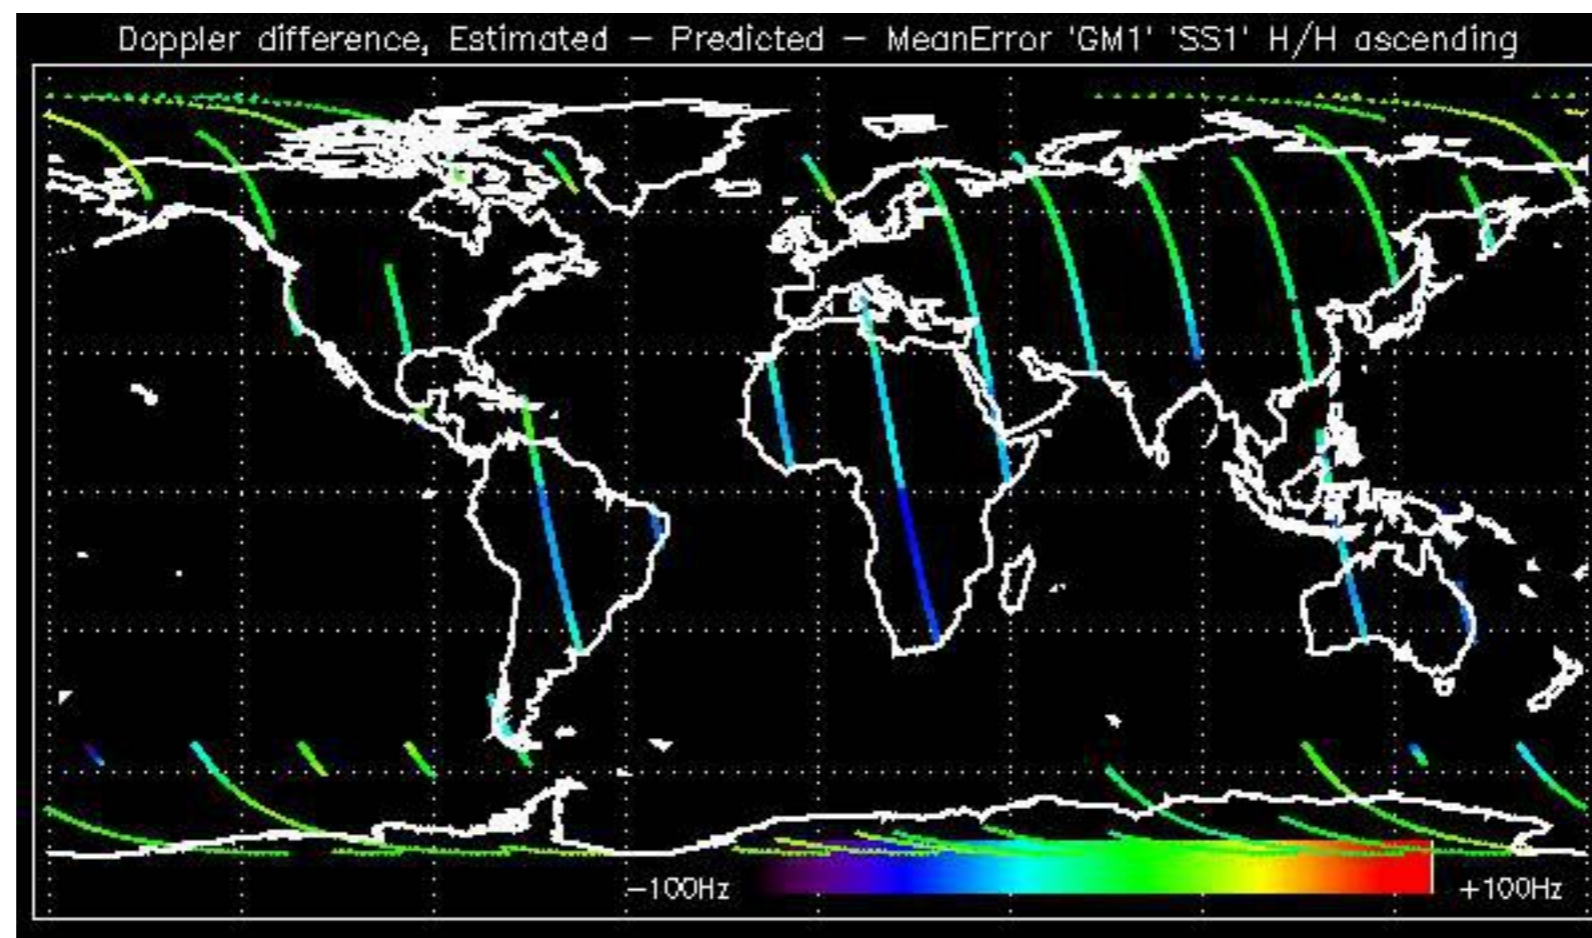 Doppler difference, Estimated − Predicted − MeanError 'GM1' 'SS1' H/H ascending
−100Hz +100Hz